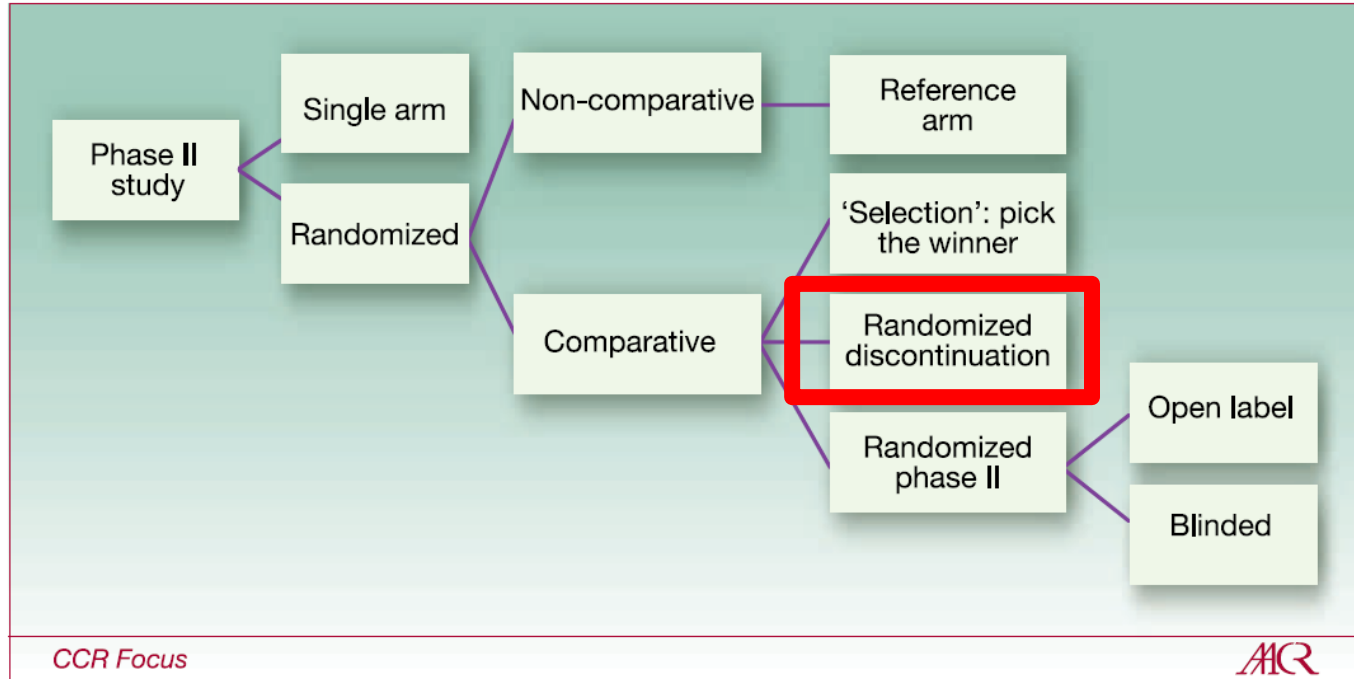 Phase II
study
Single arm
Randomized
Non-comparative
Comparative
Reference
arm
‘Selection’: pick
the winner
Randomized
discontinuation
Randomized
phase II
Open label
Blinded
CCR Focus
AACR